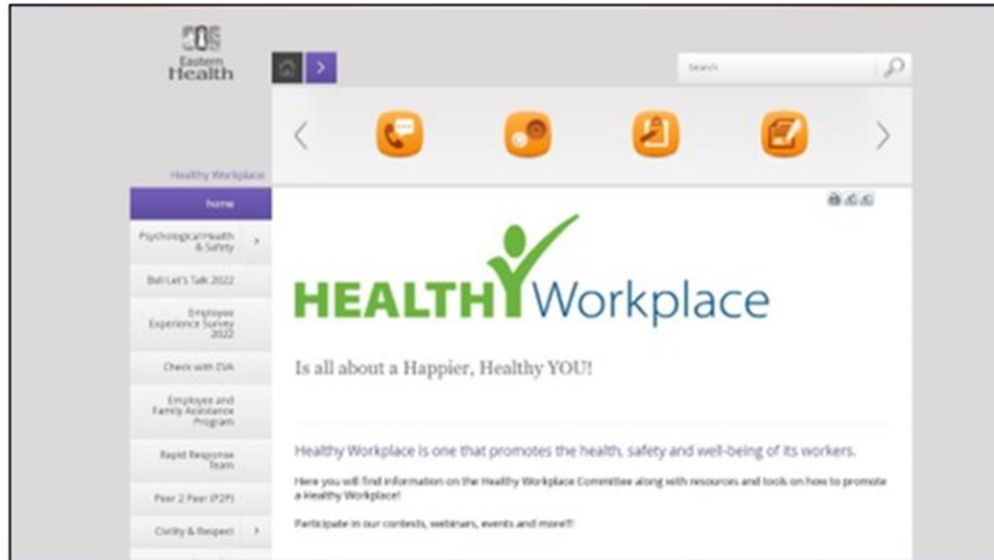 Eastern
Health
Search
Healthy Workplace
home
Psychological Health
& Safety
Bell Let's Talk 2022
Employee
Experience Survey
2022
Check with EVA
Employee and
Family Assistance
Program
Rapid Response
Team
Peer 2 Peer (P2P)
Civility & Respect
HEALTHY Workplace
Is all about a Happier, Healthy YOU!
Healthy Workplace is one that promotes the health, safety and well-being of its workers.
Here you will find information on the Healthy Workplace Committee along with resources and tools on how to promote
a Healthy Workplace!
Participate in our contests, webinars, events and more!!!